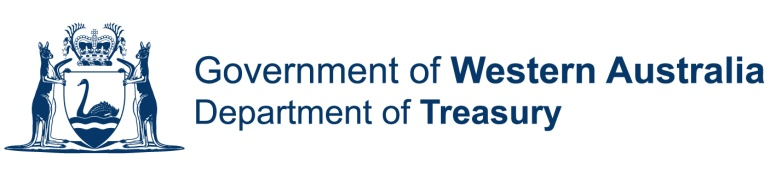 Government of Western Australia
Department of Treasury